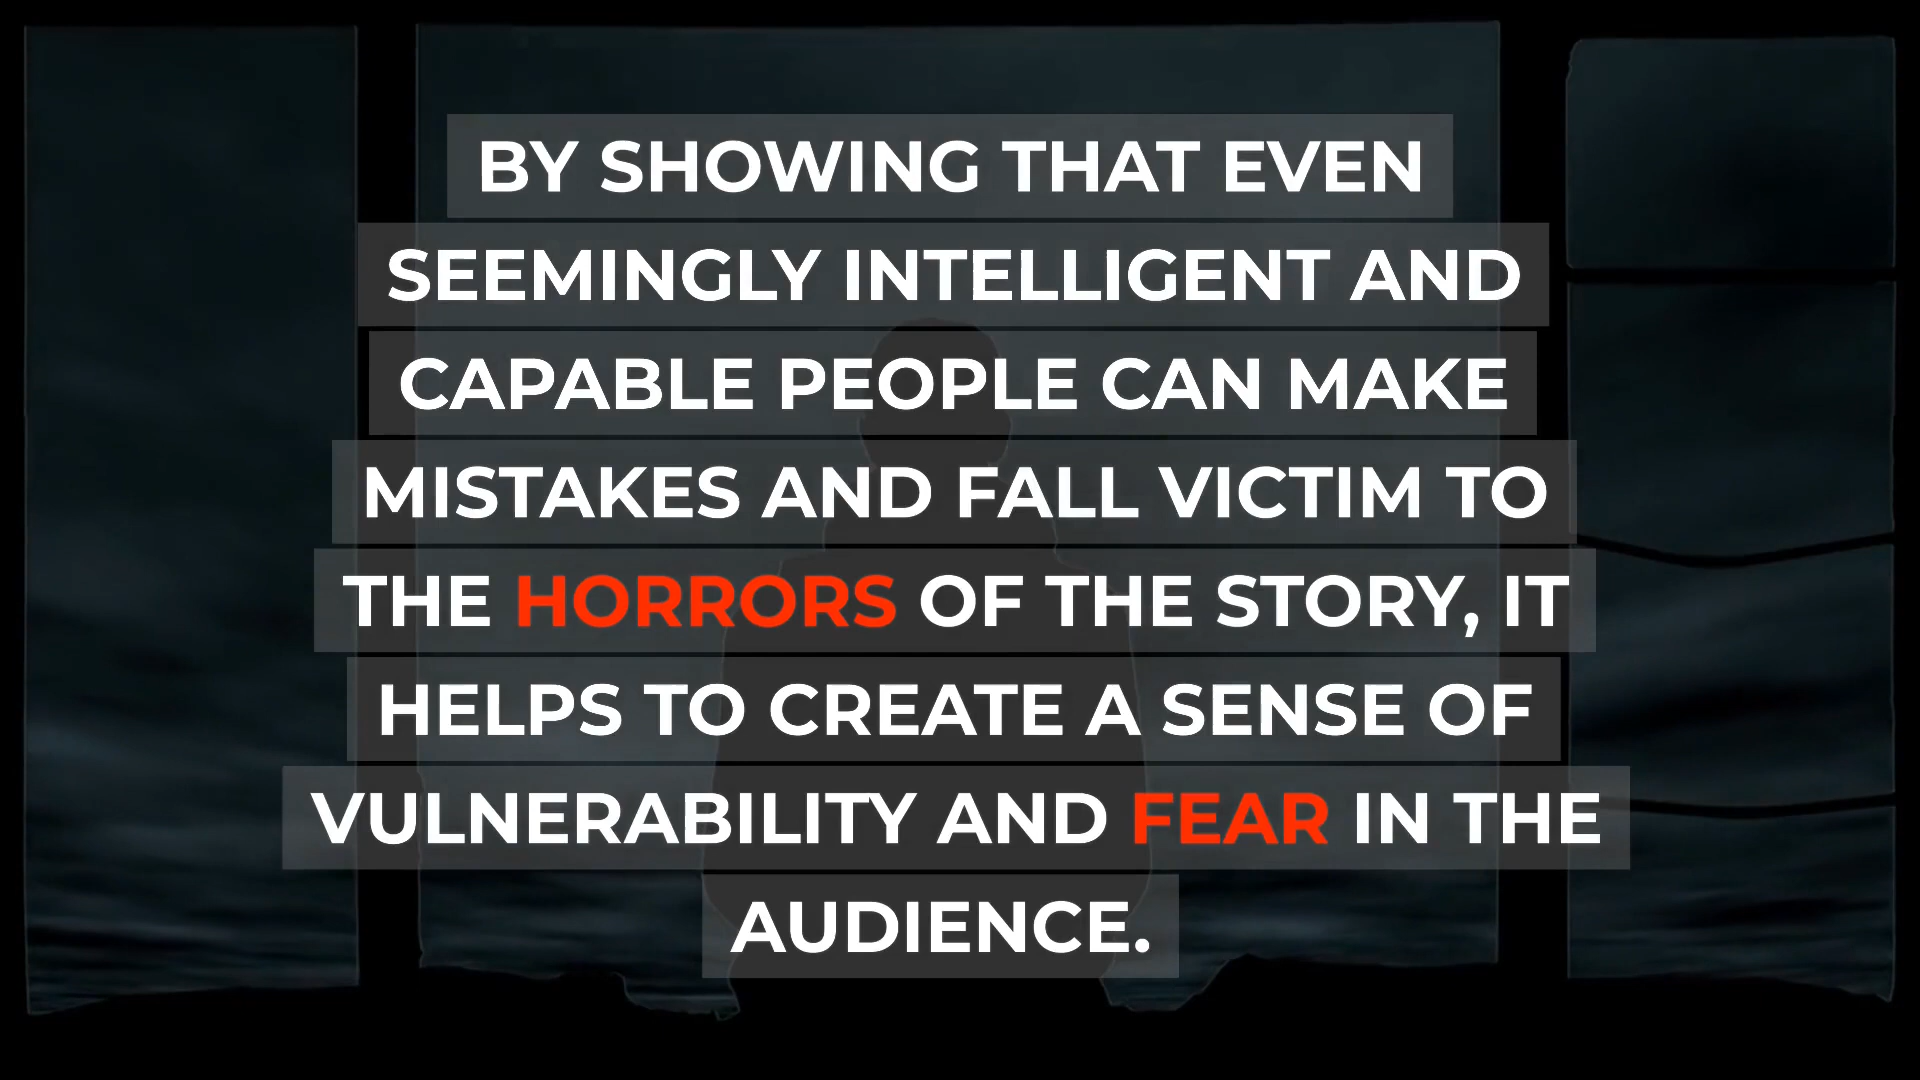 BY SHOWING THAT EVEN
SEEMINGLY INTELLIGENT AND
CAPABLE PEOPLE CAN MAKE
MISTAKES AND FALL VICTIM TO
THE HORRORS OF THE STORY, IT
HELPS TO CREATE A SENSE OF
VULNERABILITY AND FEAR IN THE
AUDIENCE.